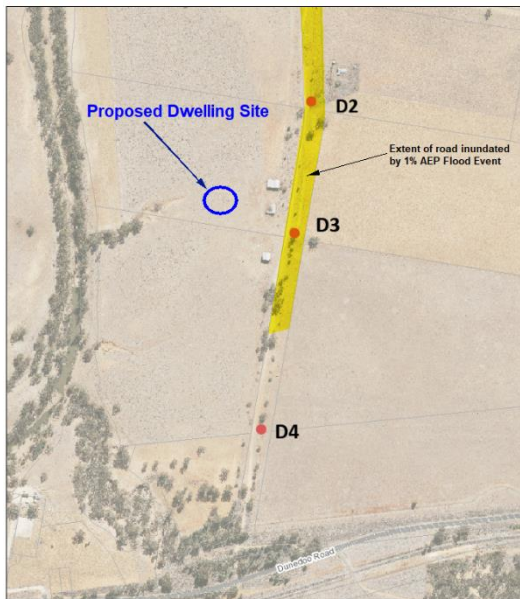 D2
Proposed Dwelling Site
Extent of road inundated
by 1% AEP Flood Event
D3
D4
Dunedoo Road